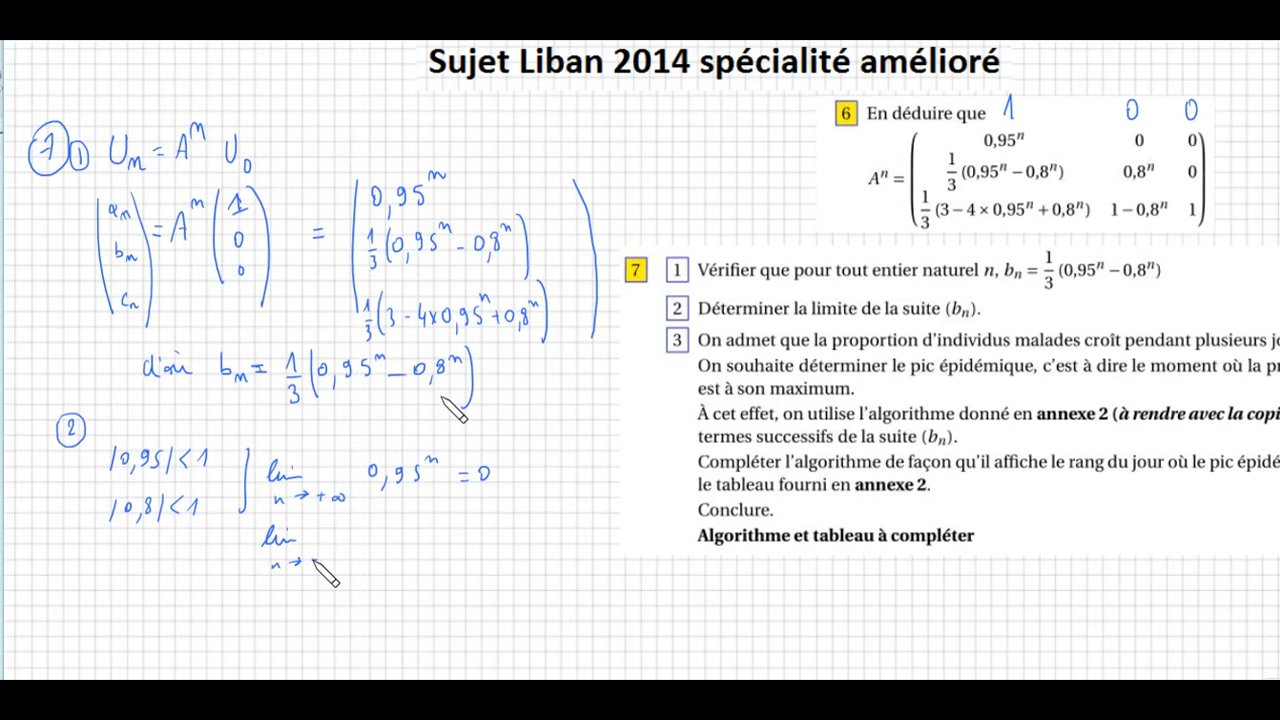 Sujet Liban 2014 spécialité amélioré
7 1 U_n = A^n U_0
(a_n b_n c_n) = A^n (1 0 0) = (0,95^n
1/3 (0,95^n - 0,8^n)
1/3 (3 - 4 × 0,95^n + 0,8^n))
d'où b_n = 1/3 (0,95^n - 0,8^n)
2
|0,95| < 1
|0,8| < 1
lim n → +∞ 0,95^n = 0
lim
n →
6 En déduire que 1 0 0
A^n = (0,95^n 0 0
1/3 (0,95^n − 0,8^n) 0,8^n 0
1/3 (3 − 4 × 0,95^n + 0,8^n) 1 − 0,8^n 1)
7 1 Vérifier que pour tout entier naturel n, b_n = 1/3 (0,95^n − 0,8^n)
2 Déterminer la limite de la suite (b_n).
3 On admet que la proportion d'individus malades croît pendant plusieurs jo
On souhaite déterminer le pic épidémique, c'est à dire le moment où la pr
est à son maximum.
À cet effet, on utilise l'algorithme donné en annexe 2 (à rendre avec la copi
termes successifs de la suite (b_n).
Compléter l'algorithme de façon qu'il affiche le rang du jour où le pic épidé
le tableau fourni en annexe 2.
Conclure.
Algorithme et tableau à compléter